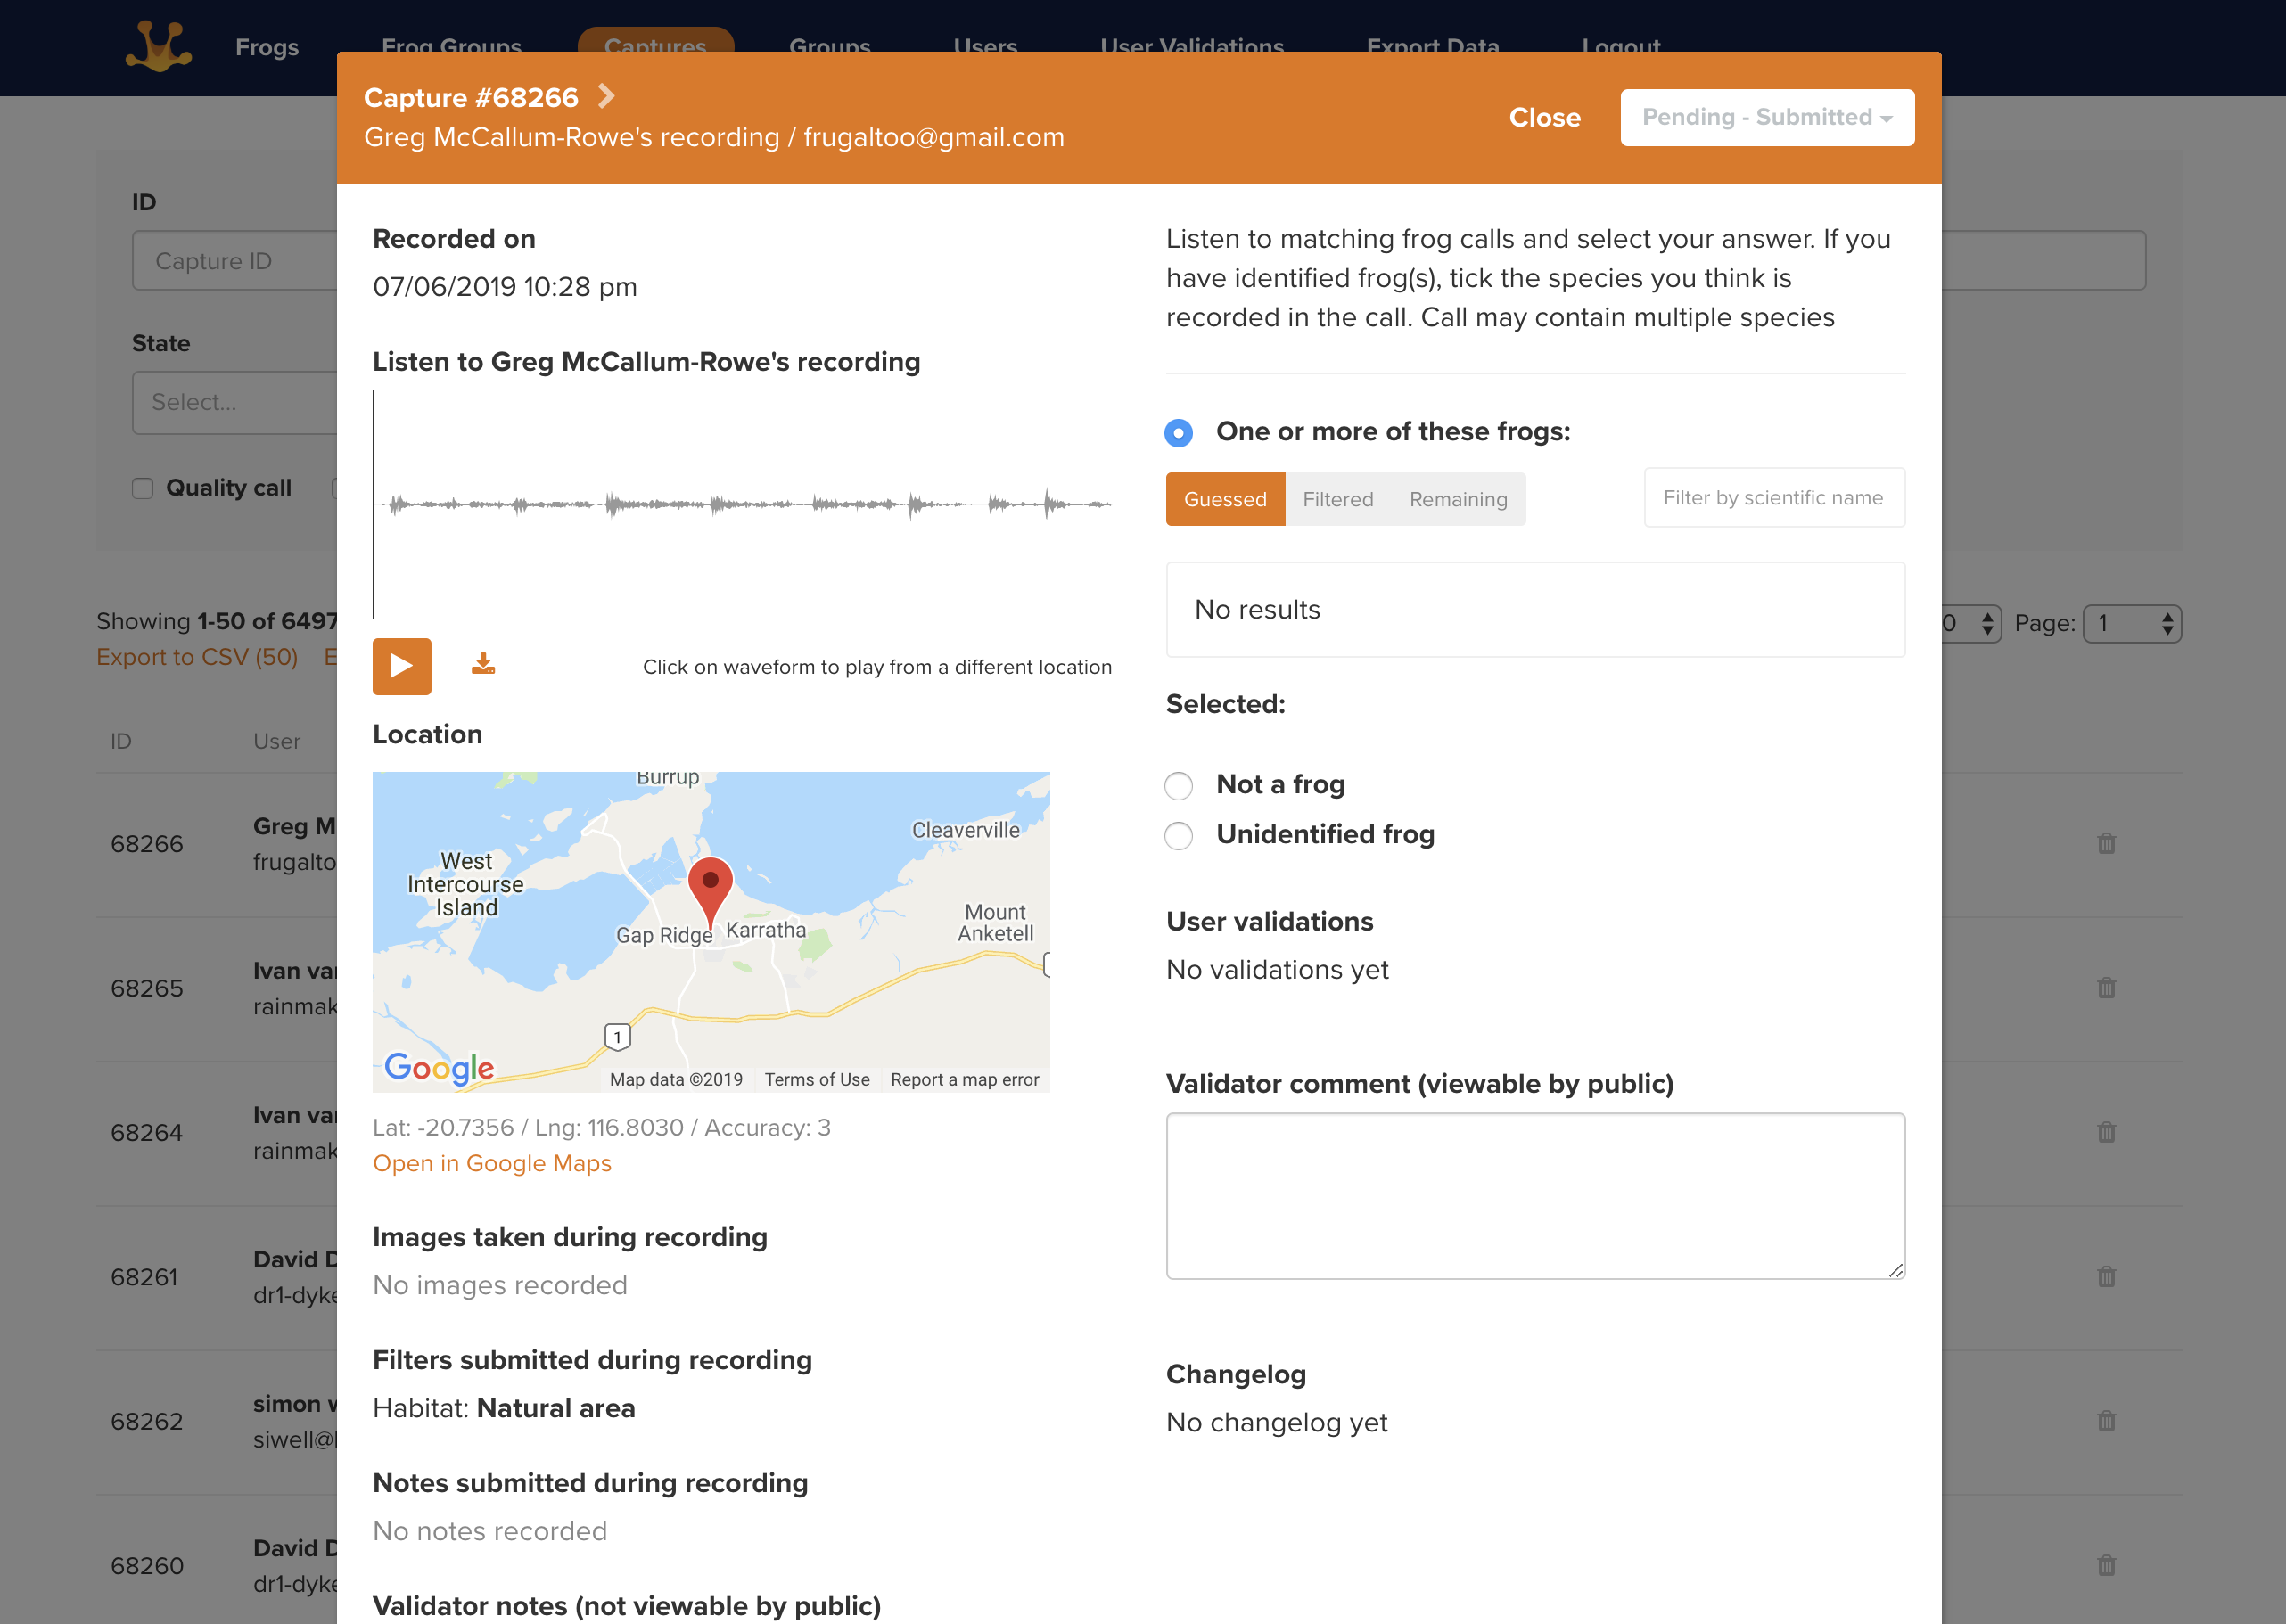 Frogs
Frog Groups
Captures
Groups
Users
User Validations
Export Data
Logout
Capture #68266
Greg McCallum-Rowe's recording / frugaltoo@gmail.com
Close
Pending - Submitted
ID
Capture ID
State
Select...
Quality call
Showing 1-50 of 6497
Export to CSV (50)
Page: 1
ID User
68266
Greg M
frugalto
68265
Ivan va
rainmak
68264
Ivan va
rainmak
68261
David D
dr1-dyke
68262
simon w
siwell@
68260
David D
dr1-dyke
Recorded on
07/06/2019 10:28 pm
Listen to Greg McCallum-Rowe's recording
Click on waveform to play from a different location
Location
Burrup
Cleaverville
West
Intercourse
Island
Mount
Anketell
Gap Ridge
Karratha
1
Google
Map data ©2019 Terms of Use Report a map error
Lat: -20.7356 / Lng: 116.8030 / Accuracy: 3
Open in Google Maps
Images taken during recording
No images recorded
Filters submitted during recording
Habitat: Natural area
Notes submitted during recording
No notes recorded
Validator notes (not viewable by public)
Listen to matching frog calls and select your answer. If you
have identified frog(s), tick the species you think is
recorded in the call. Call may contain multiple species
One or more of these frogs:
Guessed Filtered Remaining
Filter by scientific name
No results
Selected:
Not a frog
Unidentified frog
User validations
No validations yet
Validator comment (viewable by public)
Changelog
No changelog yet